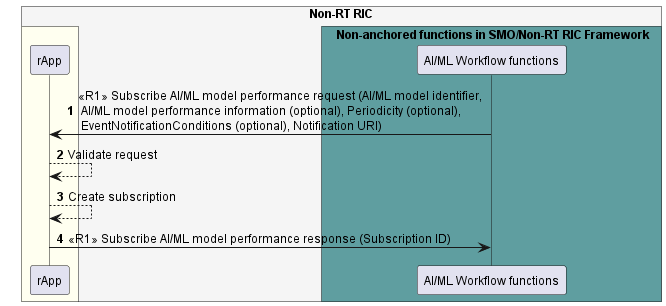 Non-RT RIC
Non-anchored functions in SMO/Non-RT RIC Framework
rApp
AI/ML Workflow functions
1 «R1» Subscribe AI/ML model performance request (AI/ML model identifier,
AI/ML model performance information (optional), Periodicity (optional),
EventNotificationConditions (optional), Notification URI)
2 Validate request
3 Create subscription
4 «R1» Subscribe AI/ML model performance response (Subscription ID)
rApp
AI/ML Workflow functions